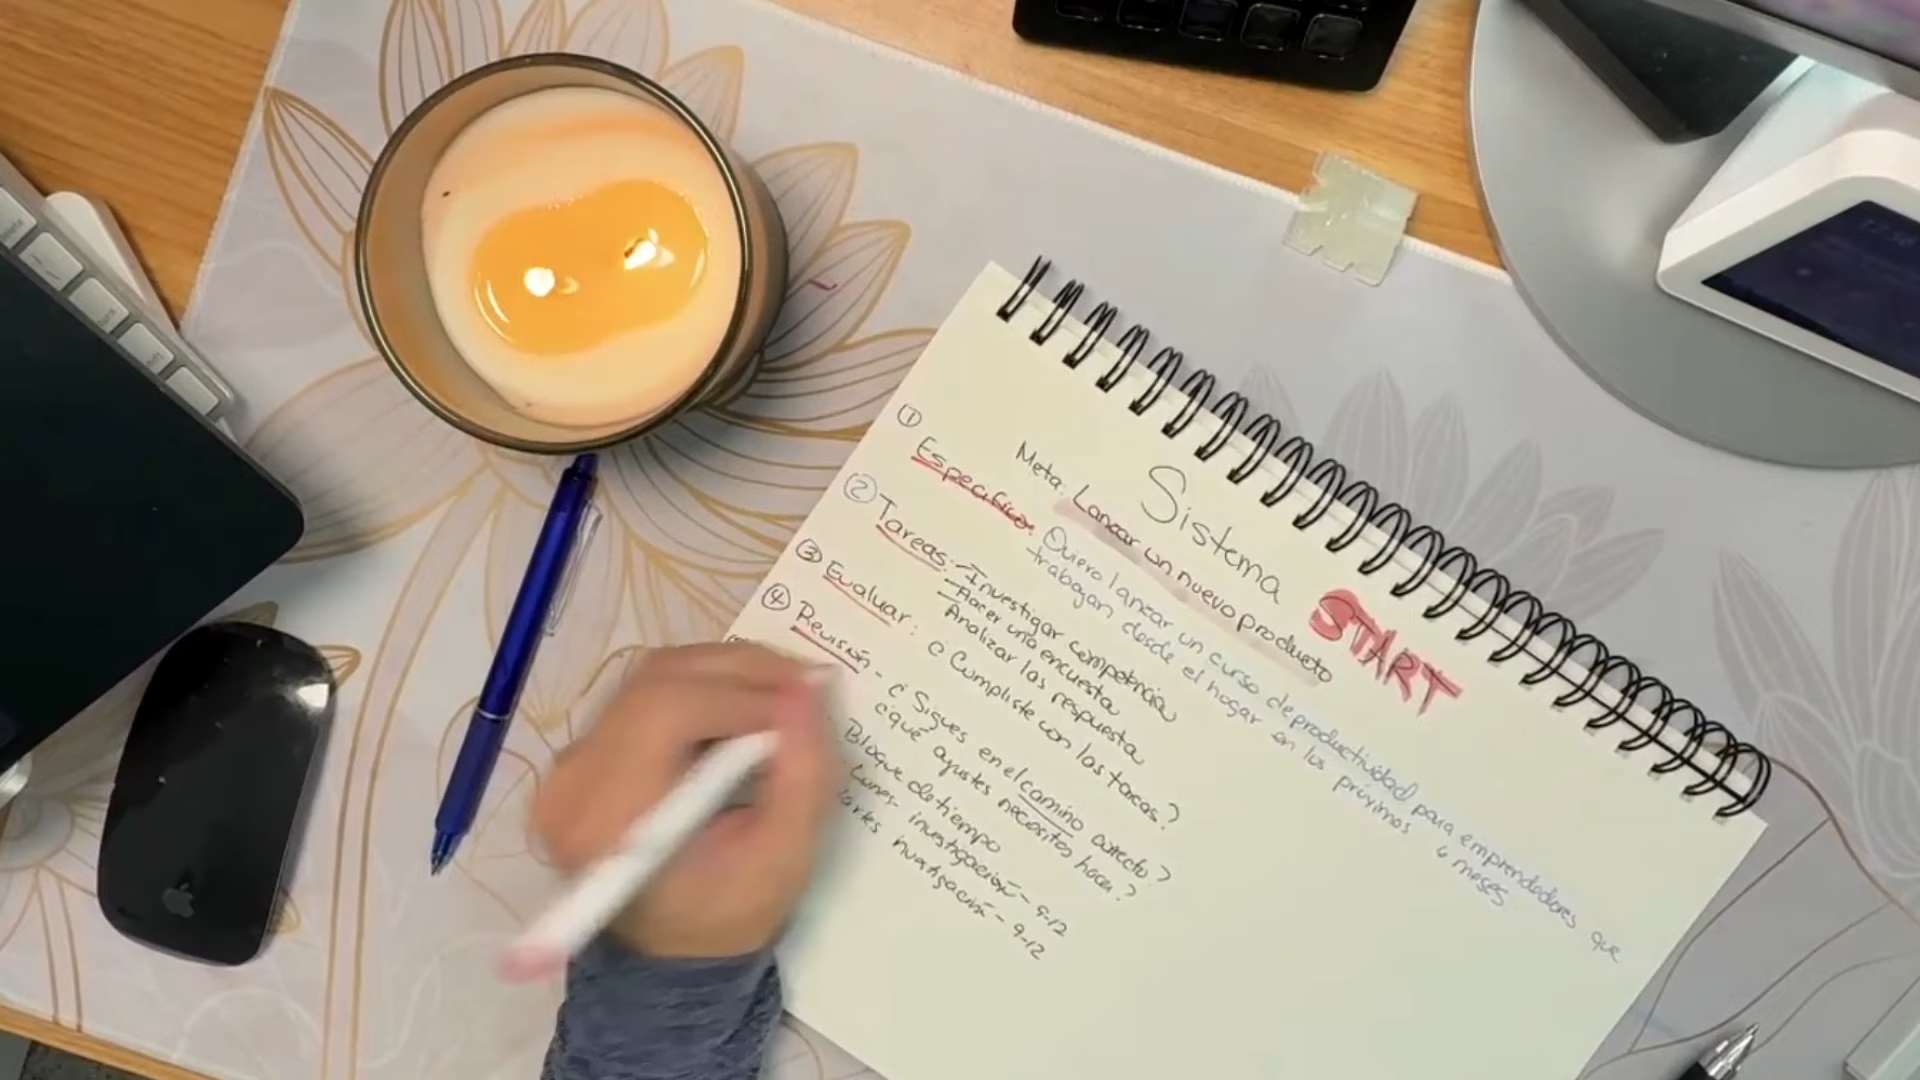 Sistema START
Meta: Lanzar un nuevo producto
① Específico: Quiero lanzar un curso de productividad para emprendedores que
trabajan desde el hogar en los próximos 6 meses
② Tareas: - Investigar competencia
- Hacer una encuesta
- Analizar las respuesta
③ Evaluar: ¿Cumpliste con las tareas?
④ Revisión - ¿Sigues en el camino correcto?
¿qué ajustes necesitas hacer?
Bloque de tiempo
Lunes - investigación - 9-12
investigación - 9-12